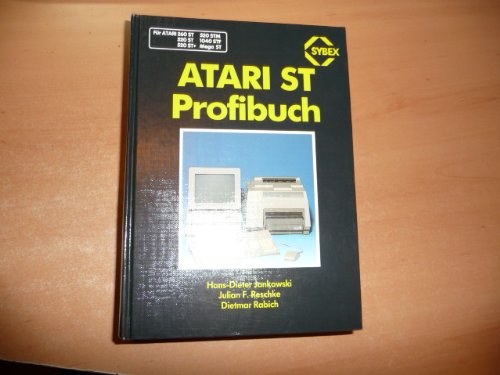 Für ATARI 260 ST 520 STM
520 ST 1040 STF
520 ST+ Mega ST
SYBEX
ATARI ST
Profibuch
Hans-Dieter Jankowski
Julian F. Reschke
Dietmar Rabich